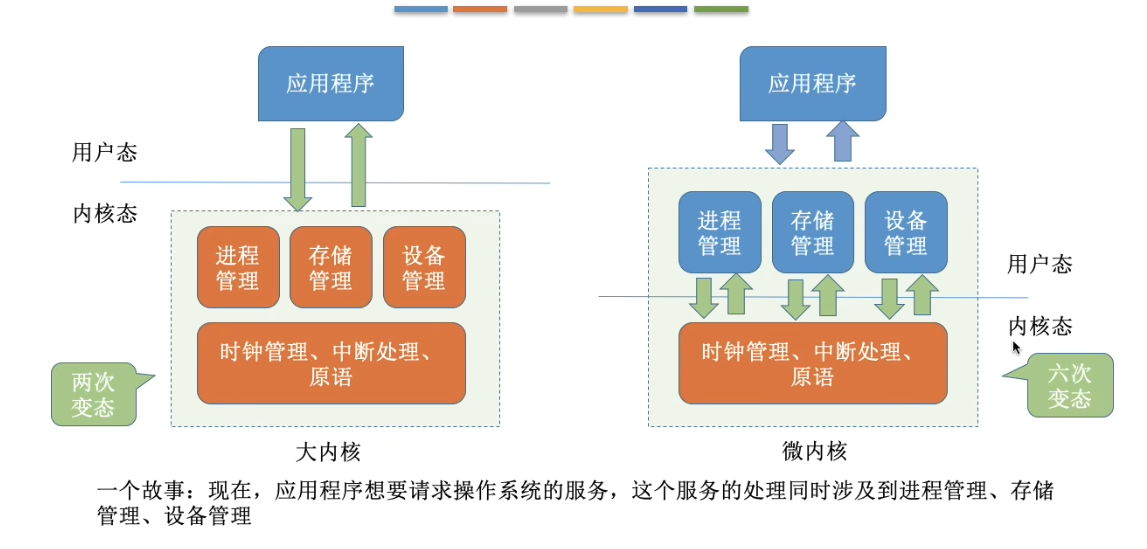 应用程序
用户态
内核态
进程
管理
存储
管理
设备
管理
时钟管理、中断处理、
原语
两次
变态
大内核
应用程序
进程
管理
存储
管理
设备
管理
用户态
内核态
时钟管理、中断处理、
原语
六次
变态
微内核
一个故事：现在，应用程序想要请求操作系统的服务，这个服务的处理同时涉及到进程管理、存储
管理、设备管理